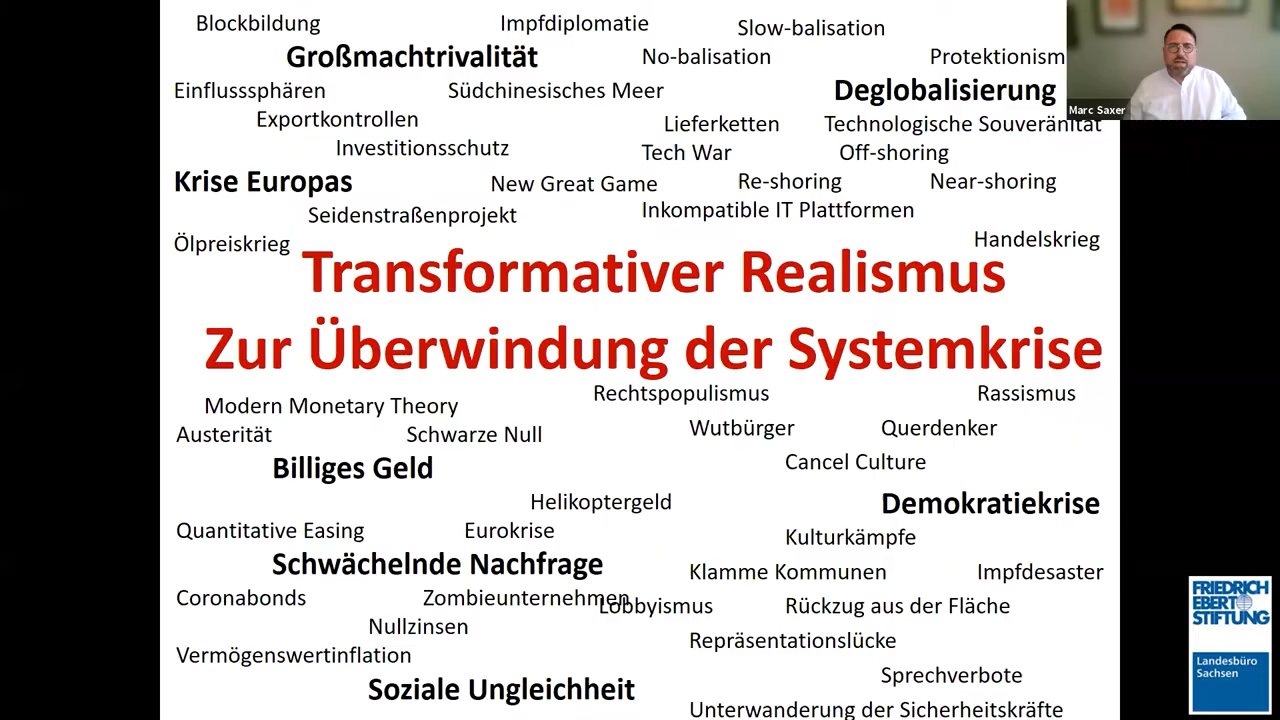 Blockbildung
Impfdiplomatie
Slow-balisation
Großmachtrivalität
No-balisation
Protektionism
Einflusssphären
Südchinesisches Meer
Deglobalisierung
Marc Saxer
Exportkontrollen
Lieferketten
Technologische Souveränität
Investitionsschutz
Tech War
Off-shoring
Krise Europas
New Great Game
Re-shoring
Near-shoring
Seidenstraßenprojekt
Inkompatible IT Plattformen
Ölpreiskrieg
Handelskrieg
Transformativer Realismus
Zur Überwindung der Systemkrise
Rechtspopulismus
Rassismus
Modern Monetary Theory
Austerität
Schwarze Null
Wutbürger
Querdenker
Billiges Geld
Cancel Culture
Helikoptergeld
Demokratiekrise
Quantitative Easing
Eurokrise
Kulturkämpfe
Schwächelnde Nachfrage
Klamme Kommunen
Impfdesaster
Coronabonds
Zombieunternehmen
Lobbyismus
Rückzug aus der Fläche
Nullzinsen
Repräsentationslücke
Vermögenswertinflation
Sprechverbote
Soziale Ungleichheit
Unterwanderung der Sicherheitskräfte
FRIEDRICH
EBERT
STIFTUNG
Landesbüro
Sachsen